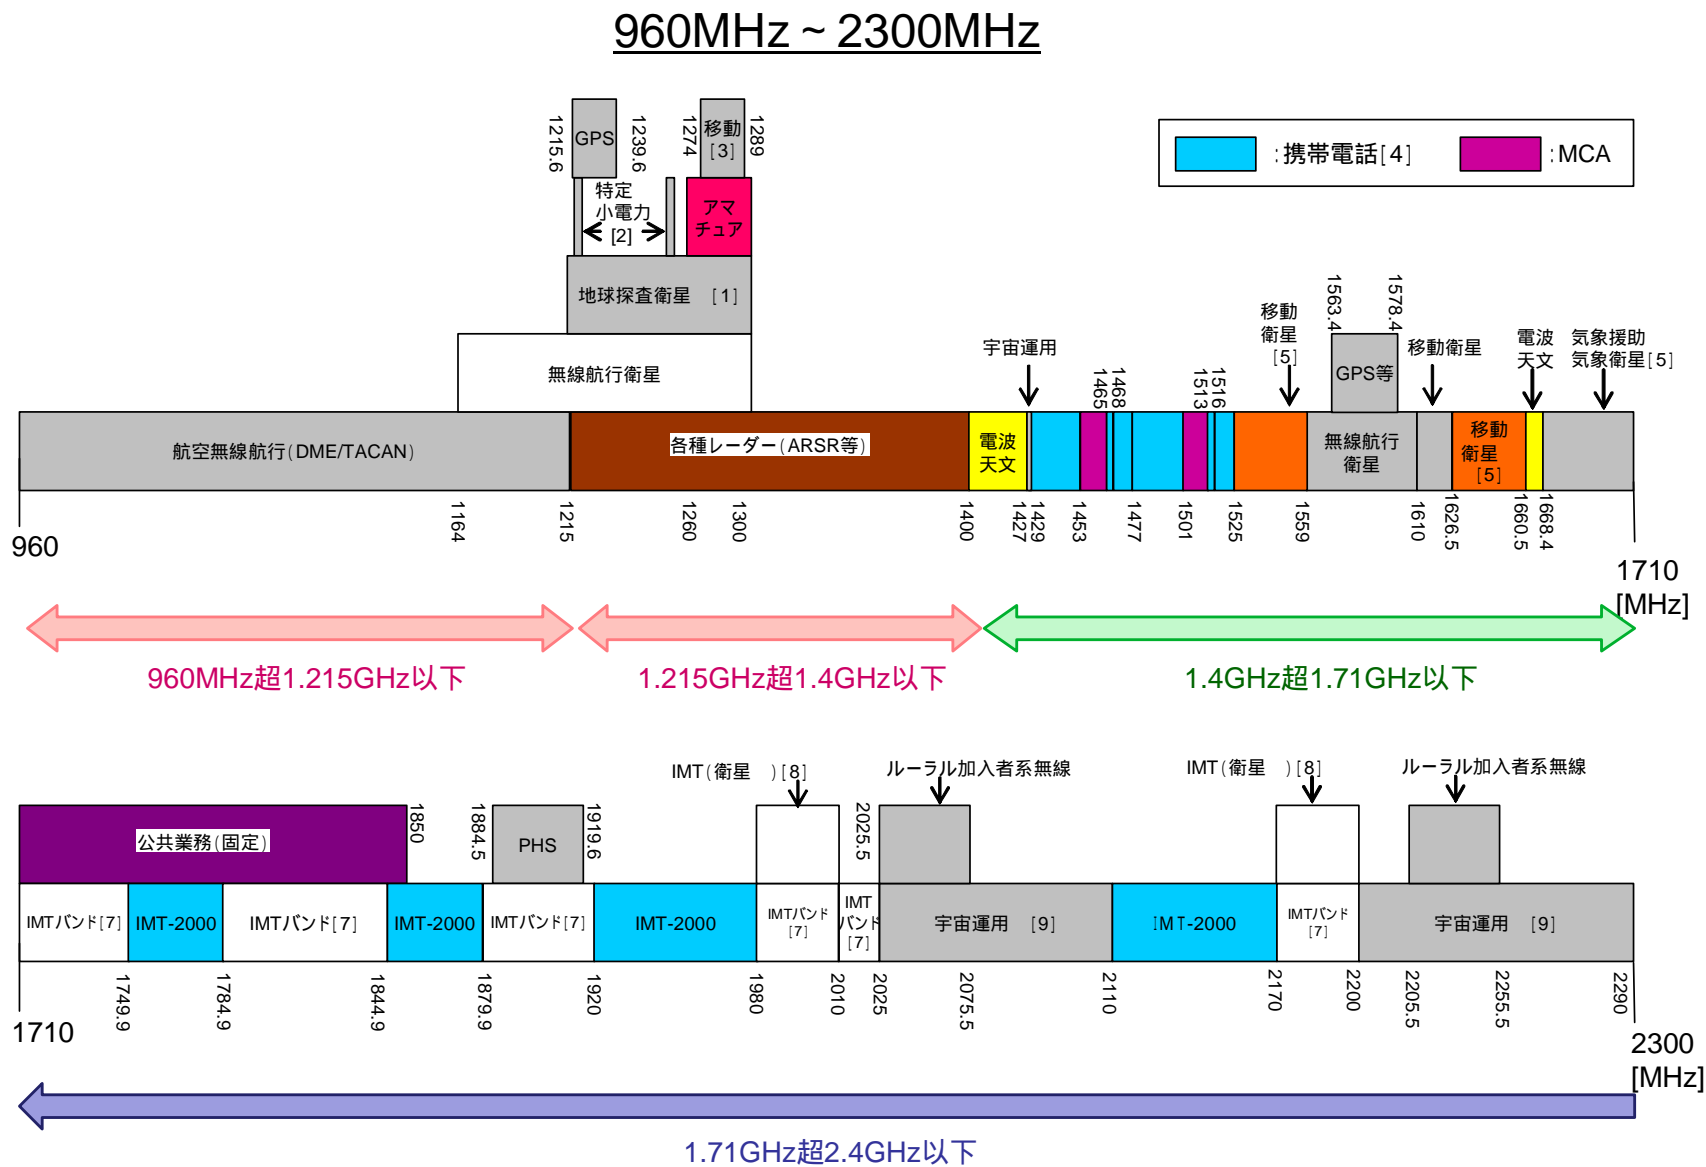 960MHz ~ 2300MHz
:携帯電話[4]
:MCA
1215.6
GPS
1239.6
1274
移動
[3]
1289
特定
小電力
[2]
アマ
チュア
地球探査衛星 [1]
無線航行衛星
宇宙運用
1465
1468
1513
1516
移動
衛星
[5]
1563.4
1578.4
GPS等
移動衛星
電波
天文
気象援助
気象衛星[5]
航空無線航行(DME/TACAN)
各種レーダー(ARSR等)
電波
天文
無線航行
衛星
移動
衛星
[5]
960
1164
1215
1260
1300
1400
1427
1429
1453
1477
1501
1525
1559
1610
1626.5
1660.5
1668.4
1710
[MHz]
960MHz超1.215GHz以下
1.215GHz超1.4GHz以下
1.4GHz超1.71GHz以下
IMT(衛星 )[8]
ルーラル加入者系無線
IMT(衛星 )[8]
ルーラル加入者系無線
公共業務(固定)
1850
1884.5
PHS
1919.6
2025.5
IMTバンド[7]
IMT-2000
IMTバンド[7]
IMT-2000
IMTバンド[7]
IMT-2000
IMTバンド
[7]
IMT
バンド
[7]
宇宙運用 [9]
IMT-2000
IMTバンド
[7]
宇宙運用 [9]
1710
1749.9
1784.9
1844.9
1879.9
1920
1980
2010
2025
2075.5
2110
2170
2200
2205.5
2255.5
2290
2300
[MHz]
1.71GHz超2.4GHz以下